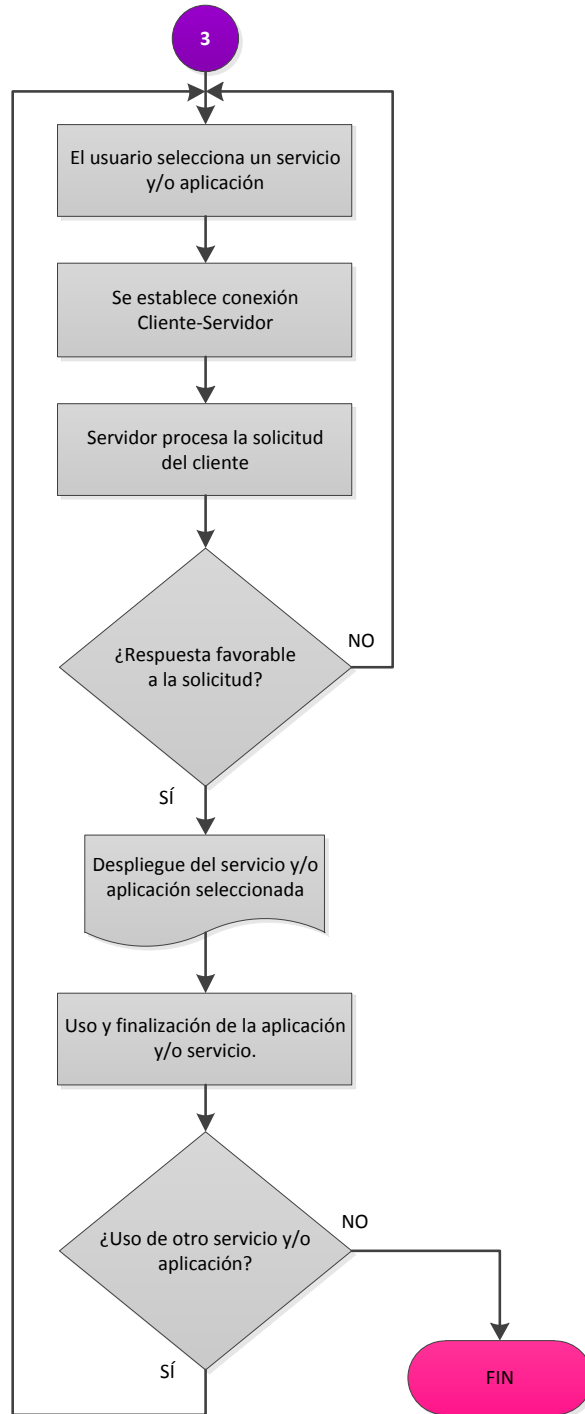 3
El usuario selecciona un servicio
y/o aplicación
Se establece conexión
Cliente-Servidor
Servidor procesa la solicitud
del cliente
¿Respuesta favorable
a la solicitud?
NO
SÍ
Despliegue del servicio y/o
aplicación seleccionada
Uso y finalización de la aplicación
y/o servicio.
¿Uso de otro servicio y/o
aplicación?
NO
SÍ
FIN